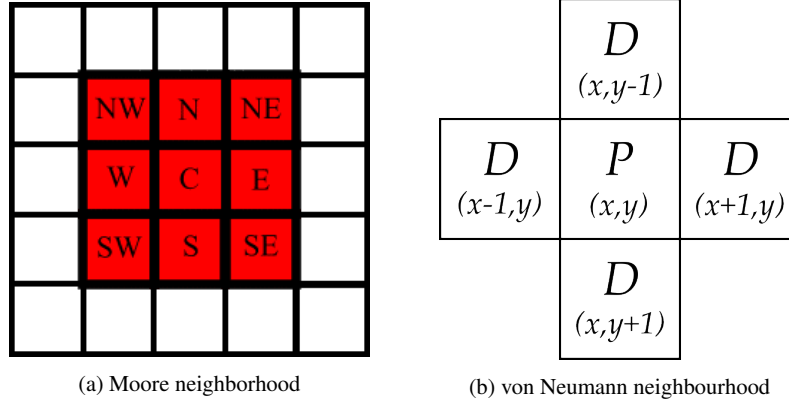 NW N NE
W C E
SW S SE
(a) Moore neighborhood
D
(x,y-1)
D P D
(x-1,y) (x,y) (x+1,y)
D
(x,y+1)
(b) von Neumann neighbourhood